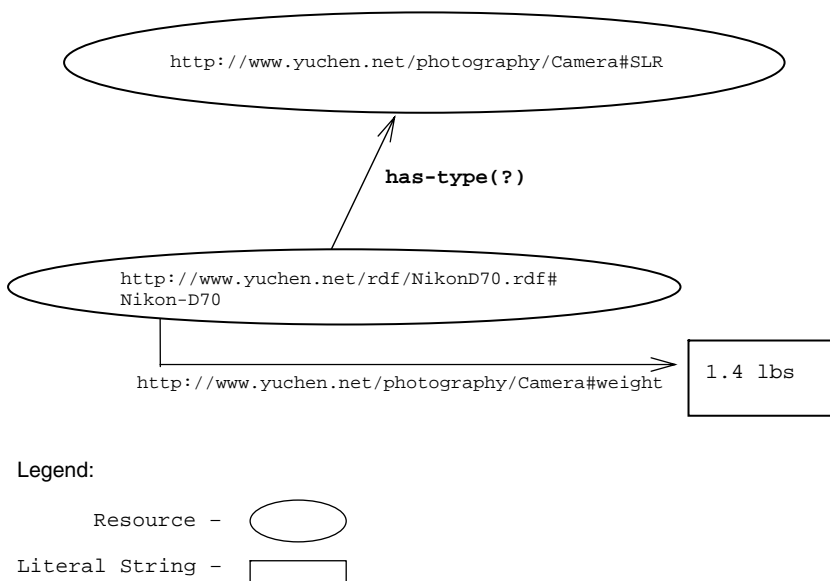 http://www.yuchen.net/photography/Camera#SLR
has-type(?)
http://www.yuchen.net/rdf/NikonD70.rdf#
Nikon-D70
http://www.yuchen.net/photography/Camera#weight
1.4 lbs
Legend:
Resource –
Literal String –